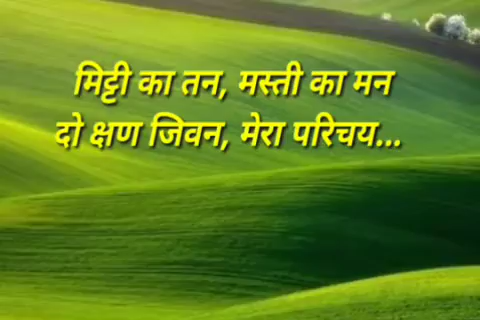 मिट्टी का तन, मस्ती का मन
दो क्षण जिवन, मेरा परिचय...